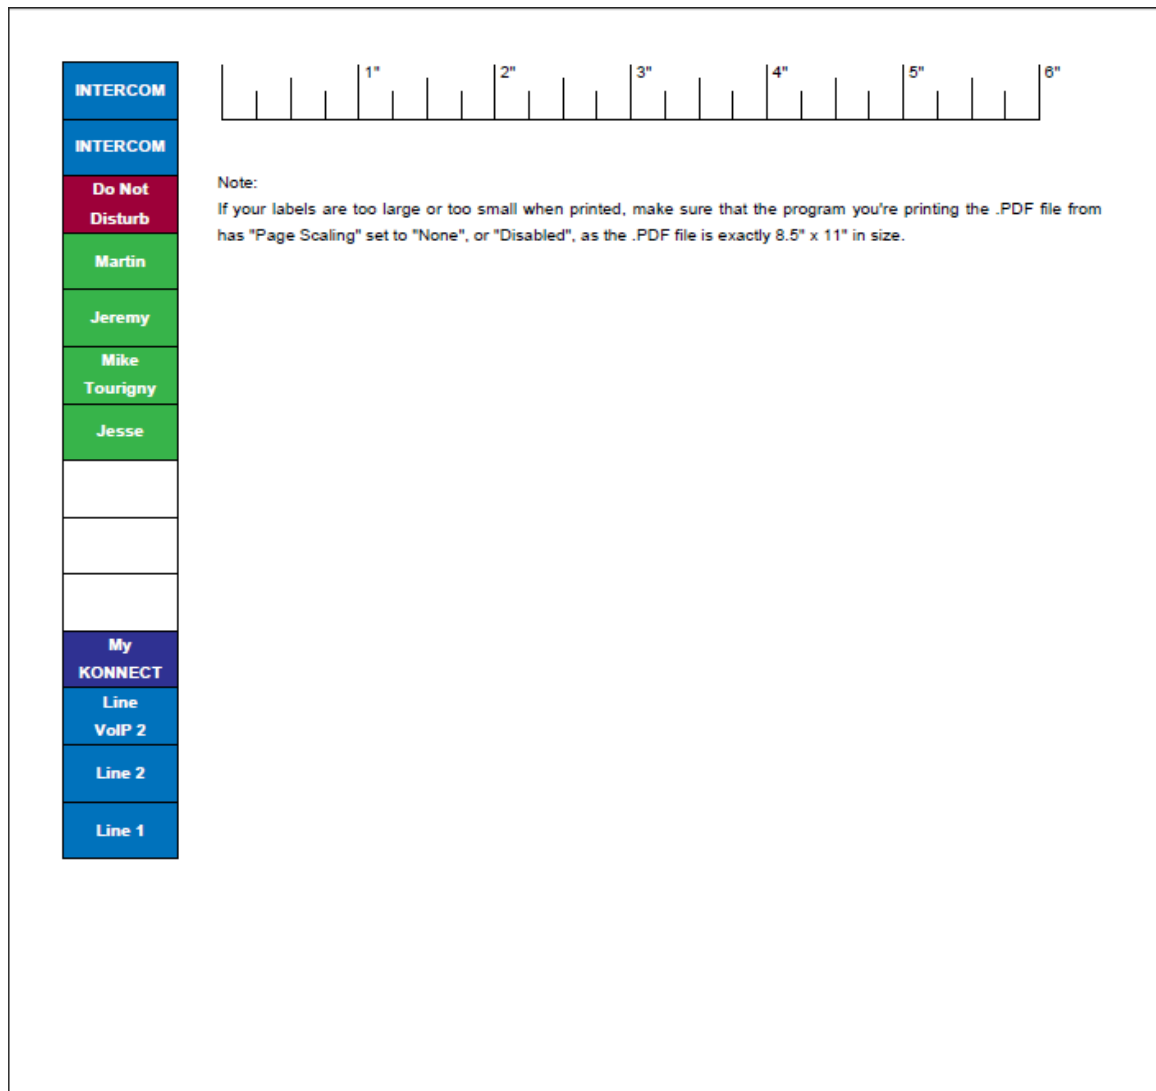 INTERCOM
INTERCOM
Do Not
Disturb
Martin
Jeremy
Mike
Tourigny
Jesse
My
KONNECT
Line
VoIP 2
Line 2
Line 1
1"
2"
3"
4"
5"
6"
Note:
If your labels are too large or too small when printed, make sure that the program you're printing the .PDF file from
has "Page Scaling" set to "None", or "Disabled", as the .PDF file is exactly 8.5" x 11" in size.